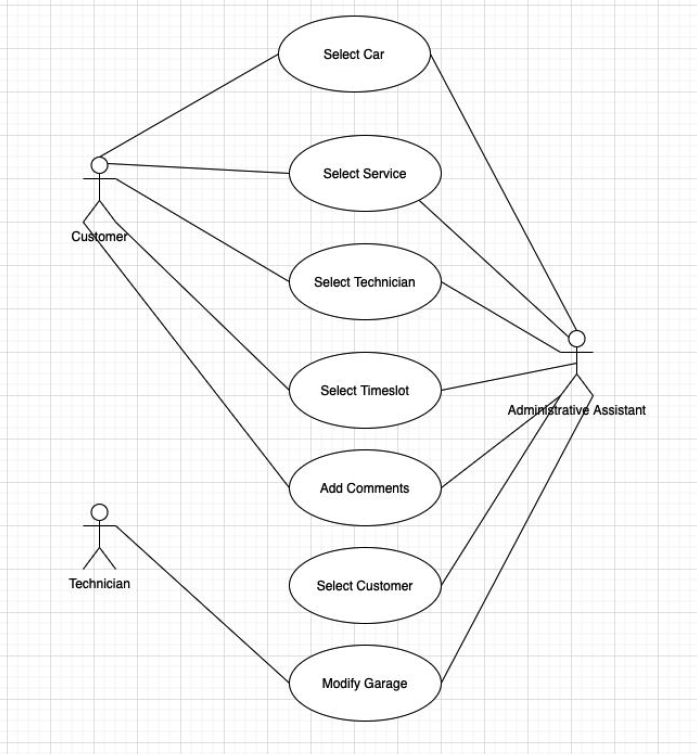 Select Car
Select Service
Customer
Select Technician
Select Timeslot
Administrative Assistant
Add Comments
Technician
Select Customer
Modify Garage